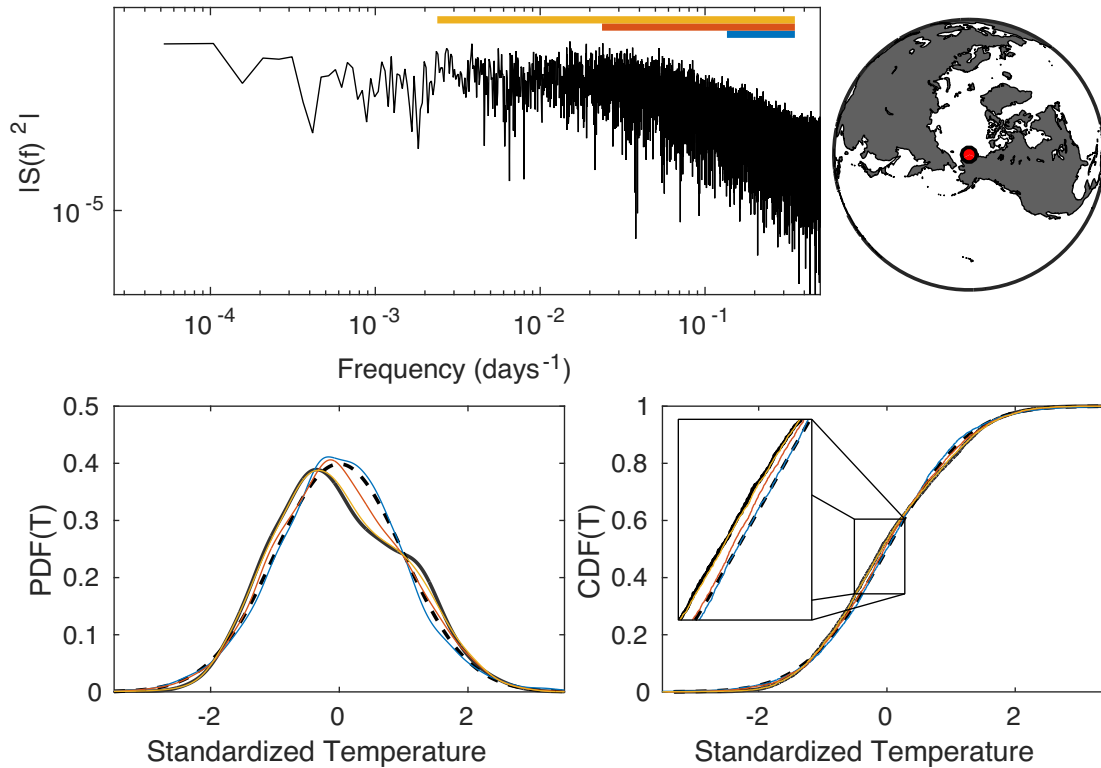 |S(f) ²|
10⁻⁵
10⁻⁴ 10⁻³ 10⁻² 10⁻¹
Frequency (days⁻¹)
PDF(T)
0.5
0.4
0.3
0.2
0.1
0
-2 0 2
Standardized Temperature
CDF(T)
1
0.8
0.6
0.4
0.2
0
-2 0 2
Standardized Temperature